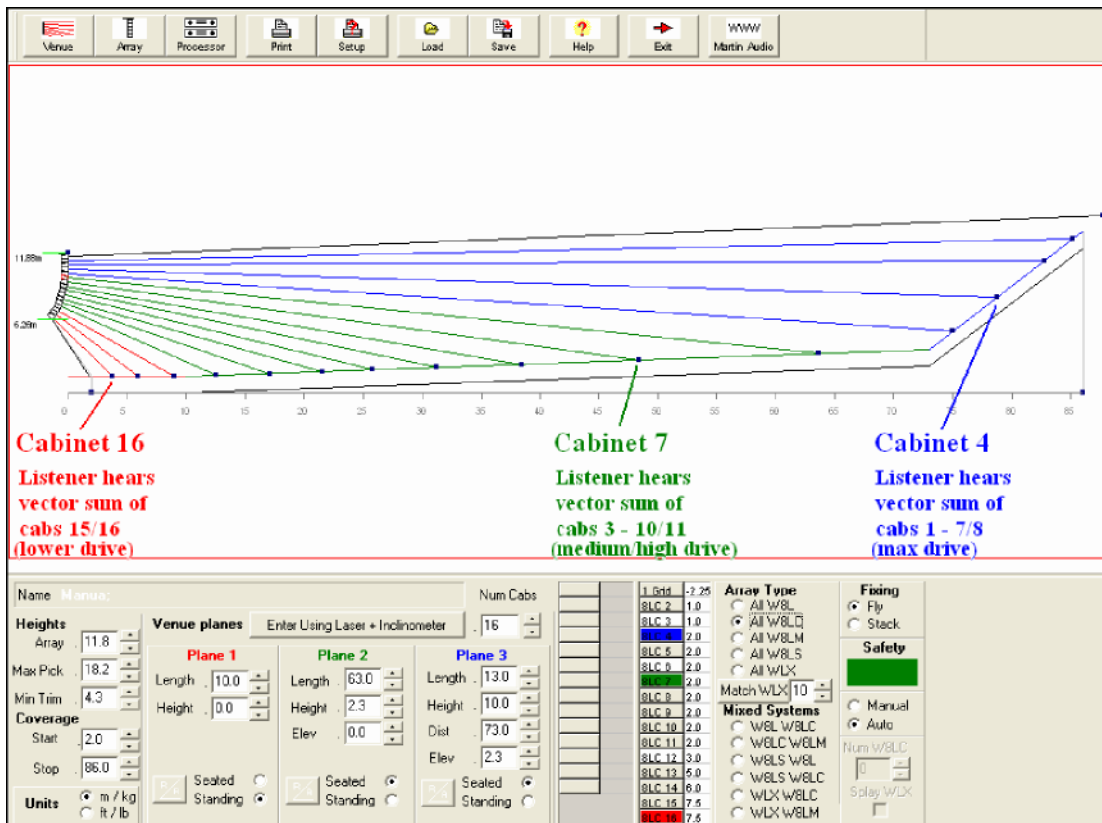 Venue Array Processor Print Setup Load Save Help Exit Martin Audio
11.88m
6.26m
0 5 10 15 20 25 30 35 40 45 50 55 60 65 70 75 80 85
Cabinet 16
Listener hears
vector sum of
cabs 15/16
(lower drive)
Cabinet 7
Listener hears
vector sum of
cabs 3 - 10/11
(medium/high drive)
Cabinet 4
Listener hears
vector sum of
cabs 1 - 7/8
(max drive)
Name Manua;
Num Cabs
16
Heights
Array 11.8
Max Pick 18.2
Min Trim 4.3
Coverage
Start 2.0
Stop 86.0
Units m / kg
ft / lb
Venue planes Enter Using Laser + Inclinometer
Plane 1
Length 10.0
Height 0.0
Seated
Standing
Plane 2
Length 63.0
Height 2.3
Elev 0.0
Seated
Standing
Plane 3
Length 13.0
Height 10.0
Dist 73.0
Elev 2.3
Seated
Standing
1 Grid -2.25
8LC 2 1.0
8LC 3 1.0
8LC 4 2.0
8LC 5 2.0
8LC 6 2.0
8LC 7 2.0
8LC 8 2.0
8LC 9 2.0
8LC 10 2.0
8LC 11 2.0
8LC 12 3.0
8LC 13 5.0
8LC 14 6.0
8LC 15 7.5
8LC 16 7.5
Array Type
All W8L
All W8LC
All W8LM
All W8LS
All WLX
Match WLX 10
Mixed Systems
W8L W8LC
W8LC W8LM
W8LS W8L
W8LS W8LC
WLX W8LC
WLX W8LM
Fixing
Fly
Stack
Safety
Manual
Auto
Num W8LC
0
Splay WLX